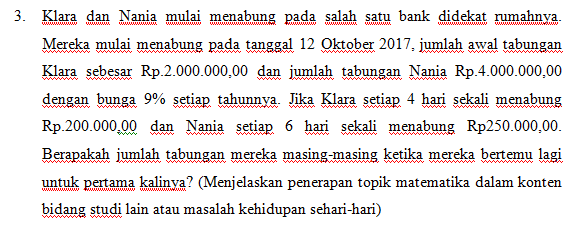 3. Klara dan Nania mulai menabung pada salah satu bank didekat rumahnya.
Mereka mulai menabung pada tanggal 12 Oktober 2017, jumlah awal tabungan
Klara sebesar Rp.2.000.000,00 dan jumlah tabungan Nania Rp.4.000.000,00
dengan bunga 9% setiap tahunnya. Jika Klara setiap 4 hari sekali menabung
Rp.200.000,00 dan Nania setiap 6 hari sekali menabung Rp250.000,00.
Berapakah jumlah tabungan mereka masing-masing ketika mereka bertemu lagi
untuk pertama kalinya? (Menjelaskan penerapan topik matematika dalam konten
bidang studi lain atau masalah kehidupan sehari-hari)